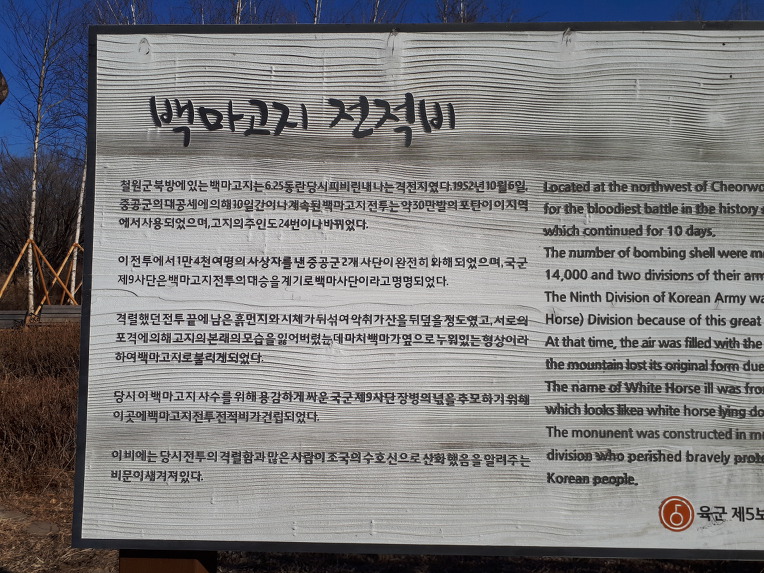 백마고지 전적비
철원군 북방에 있는 백마고지는 6.25동란 당시 피비린내 나는 격전지였다. 1952년 10월 6일,
중공군의 대공세에 의해 10일간이나 계속된 백마고지 전투는 약 30만발의 포탄이 이 지역
에서 사용되었으며, 고지의 주인도 24번이나 바뀌었다.
이 전투에서 1만 4천여명의 사상자를 낸 중공군 2개 사단이 완전히 와해 되었으며, 국군
제9사단은 백마고지 전투의 대승을 계기로 백마사단이라고 명명되었다.
격렬했던 전투 끝에 남은 흙먼지와 시체가 뒤섞여 악취가 산을 뒤덮을 정도였고, 서로의
포격에 의해 고지의 본래의 모습을 잃어버렸는데 마치 백마가 옆으로 누워있는 형상이라
하여 백마고지로 불리게 되었다.
당시 이 백마고지 사수를 위해 용감하게 싸운 국군 제9사단 장병의 넋을 추모하기 위해
이 곳에 백마고지 전투 전적비가 건립되었다.
이 비에는 당시 전투의 격렬함과 많은 사람이 조국의 수호신으로 산화 했음을 알려주는
비문이 새겨져 있다.
Located at the northwest of Cheorwo
for the bloodiest battle in the history
which continued for 10 days.
The number of bombing shell were m
14,000 and two divisions of their arm
The Ninth Division of Korean Army wa
Horse) Division because of this great
At that time, the air was filled with the
the mountain lost its original form due
The name of White Horse ill was fro
which looks likea white horse lying do
The monunent was constructed in m
division who perished bravely prote
Korean people.
육군 제5보